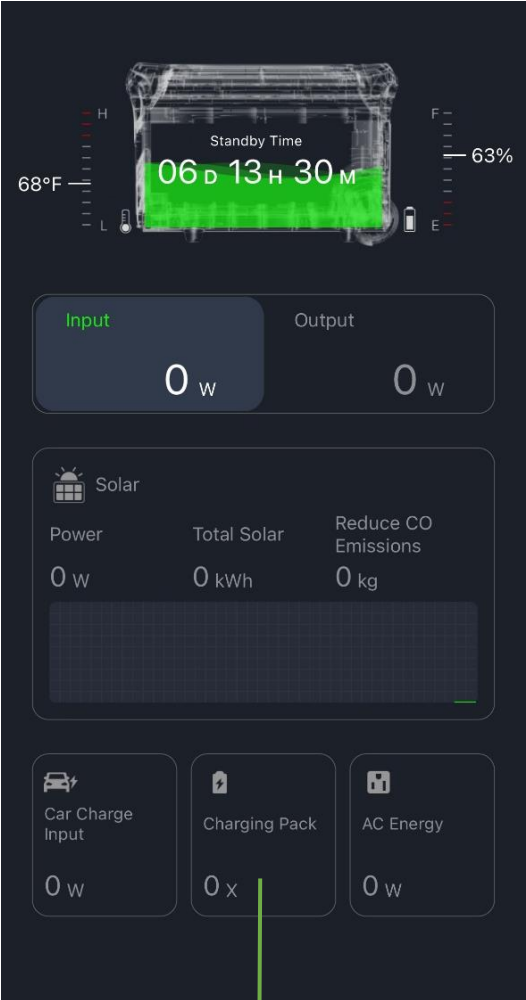 Standby Time
H
F
06 D 13 H 30 M
63%
68°F
L
E
Input
Output
0 W
0 W
Solar
Power
Total Solar
Reduce CO
Emissions
0 W
0 kWh
0 kg
Car Charge
Input
Charging Pack
AC Energy
0 W
0 X
0 W